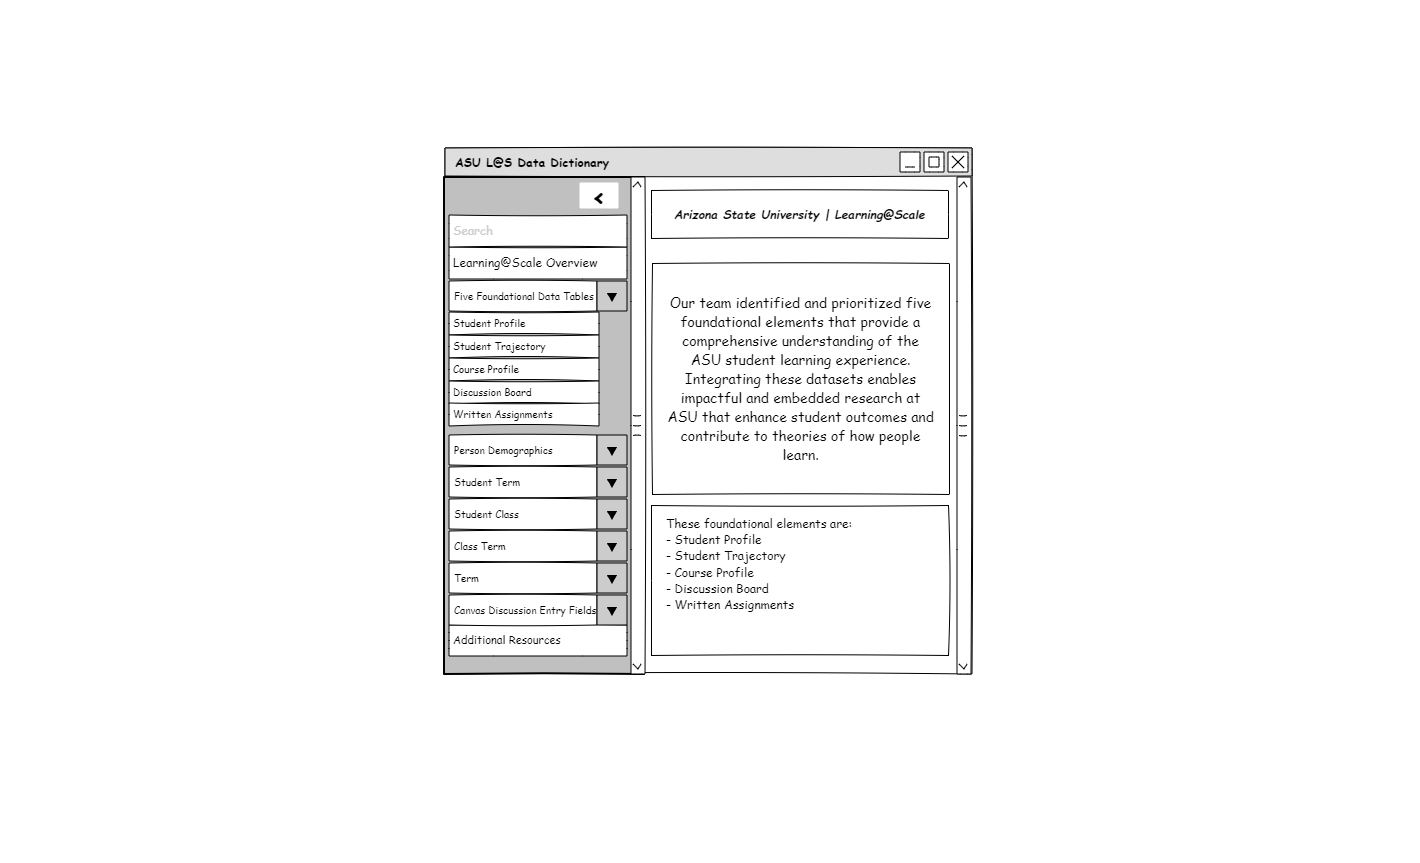 ASU L@S Data Dictionary
Search
Learning@Scale Overview
Five Foundational Data Tables
Student Profile
Student Trajectory
Course Profile
Discussion Board
Written Assignments
Person Demographics
Student Term
Student Class
Class Term
Term
Canvas Discussion Entry Fields
Additional Resources
Arizona State University | Learning@Scale
Our team identified and prioritized five
foundational elements that provide a
comprehensive understanding of the
ASU student learning experience.
Integrating these datasets enables
impactful and embedded research at
ASU that enhance student outcomes and
contribute to theories of how people
learn.
These foundational elements are:
- Student Profile
- Student Trajectory
- Course Profile
- Discussion Board
- Written Assignments